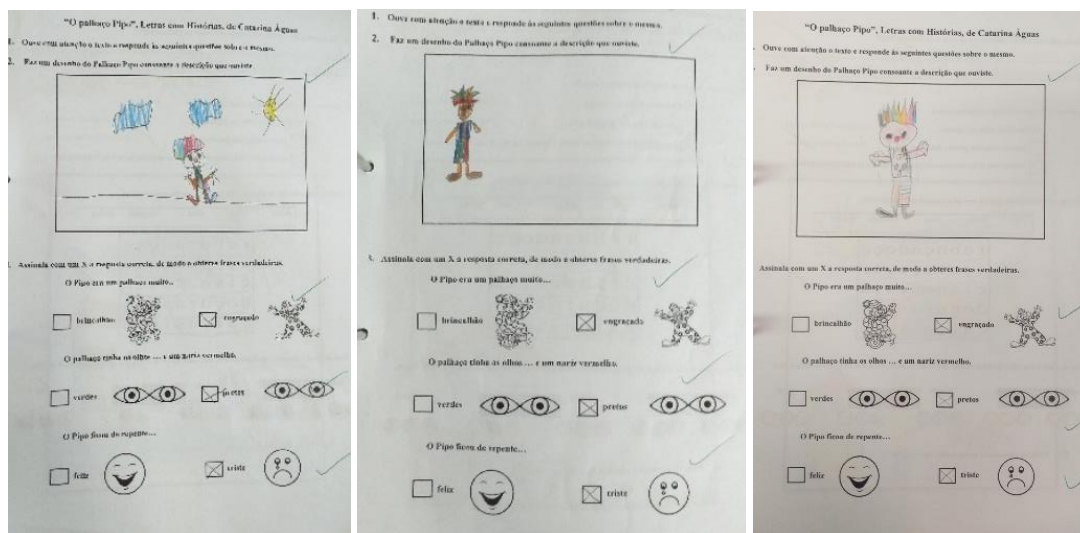 "O palhaço Pipo", Letras com Histórias, de Catarina Águas
1. Ouve com atenção o texto e responde às seguintes questões sobre o mesmo.
2. Faz um desenho do Palhaço Pipo consoante a descrição que ouviste.
Assinala com um X a resposta correta, de modo a obteres frases verdadeiras.
O Pipo era um palhaço muito...
brincalhão
engraçado
O palhaço tinha os olhos .... e um nariz vermelho.
verdes
pretos
O Pipo ficou de repente...
feliz
triste
1. Ouve com atenção o texto e responde às seguintes questões sobre o mesmo.
2. Faz um desenho do Palhaço Pipo consoante a descrição que ouviste.
3. Assinala com um X a resposta correta, de modo a obteres frases verdadeiras.
O Pipo era um palhaço muito....
brincalhão
engraçado
O palhaço tinha os olhos .... e um nariz vermelho.
verdes
pretos
O Pipo ficou de repente...
feliz
triste
"O palhaço Pipo", Letras com Histórias, de Catarina Águas
Ouve com atenção o texto e responde às seguintes questões sobre o mesmo.
Faz um desenho do Palhaço Pipo consoante a descrição que ouviste.
Assinala com um X a resposta correta, de modo a obteres frases verdadeiras.
O Pipo era um palhaço muito....
brincalhão
engraçado
O palhaço tinha os olhos ... e um nariz vermelho.
verdes
pretos
O Pipo ficou de repente...
feliz
triste